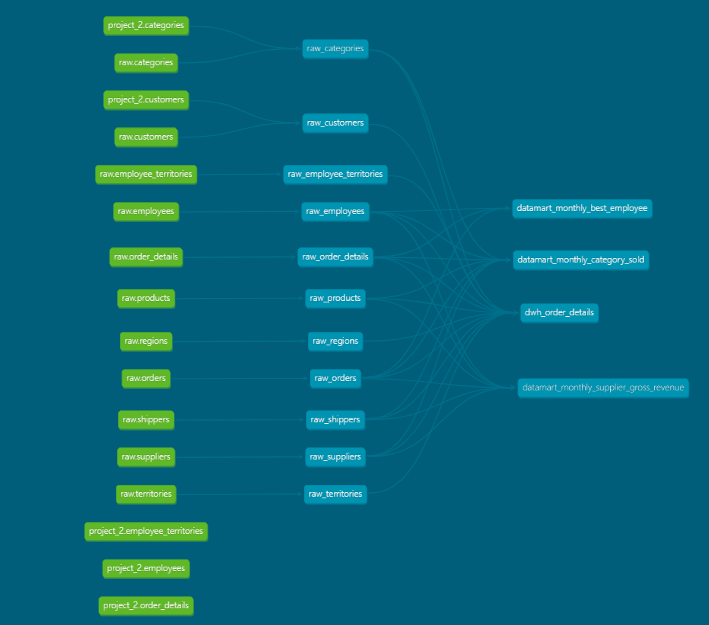 project_2.categories
raw_categories
raw.categories
project_2.customers
raw_customers
raw.customers
raw.employee_territories
raw_employee_territories
raw.employees
raw_employees
datamart_monthly_best_employee
raw.order_details
raw_order_details
datamart_monthly_category_sold
raw.products
raw_products
dwh_order_details
raw.regions
raw_regions
raw.orders
raw_orders
datamart_monthly_supplier_gross_revenue
raw.shippers
raw_shippers
raw.suppliers
raw_suppliers
raw.territories
raw_territories
project_2.employee_territories
project_2.employees
project_2.order_details